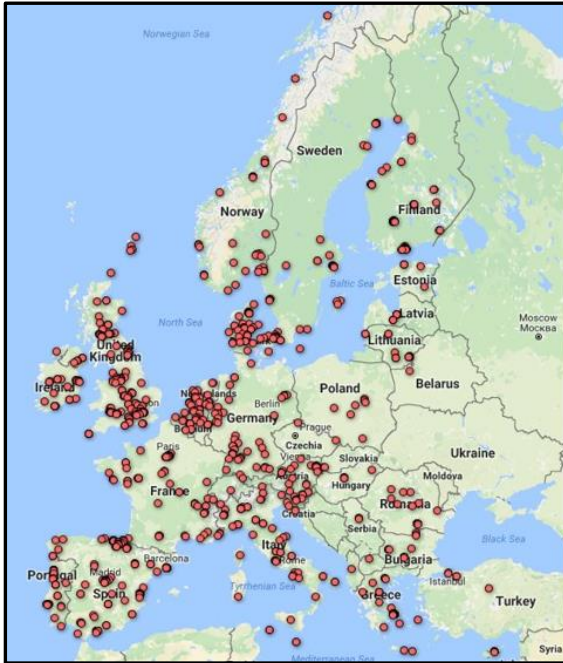 Norwegian Sea
Sweden
Norway
Finland
Estonia
Baltic Sea
Latvia
Moscow
Москва
North Sea
Lithuania
United
Kingdom
Ireland
Belarus
Poland
Berlin
Germany
Prague
Czechia
Ukraine
Paris
Vienna
Slovakia
Moldova
Austria
Hungary
France
Croatia
Romania
Serbia
Italy
Rome
Black Sea
Bulgaria
Barcelona
Portugal
Madrid
Spain
Istanbul
Tyrrhenian Sea
Greece
Turkey
Syria
Mediterranean Sea